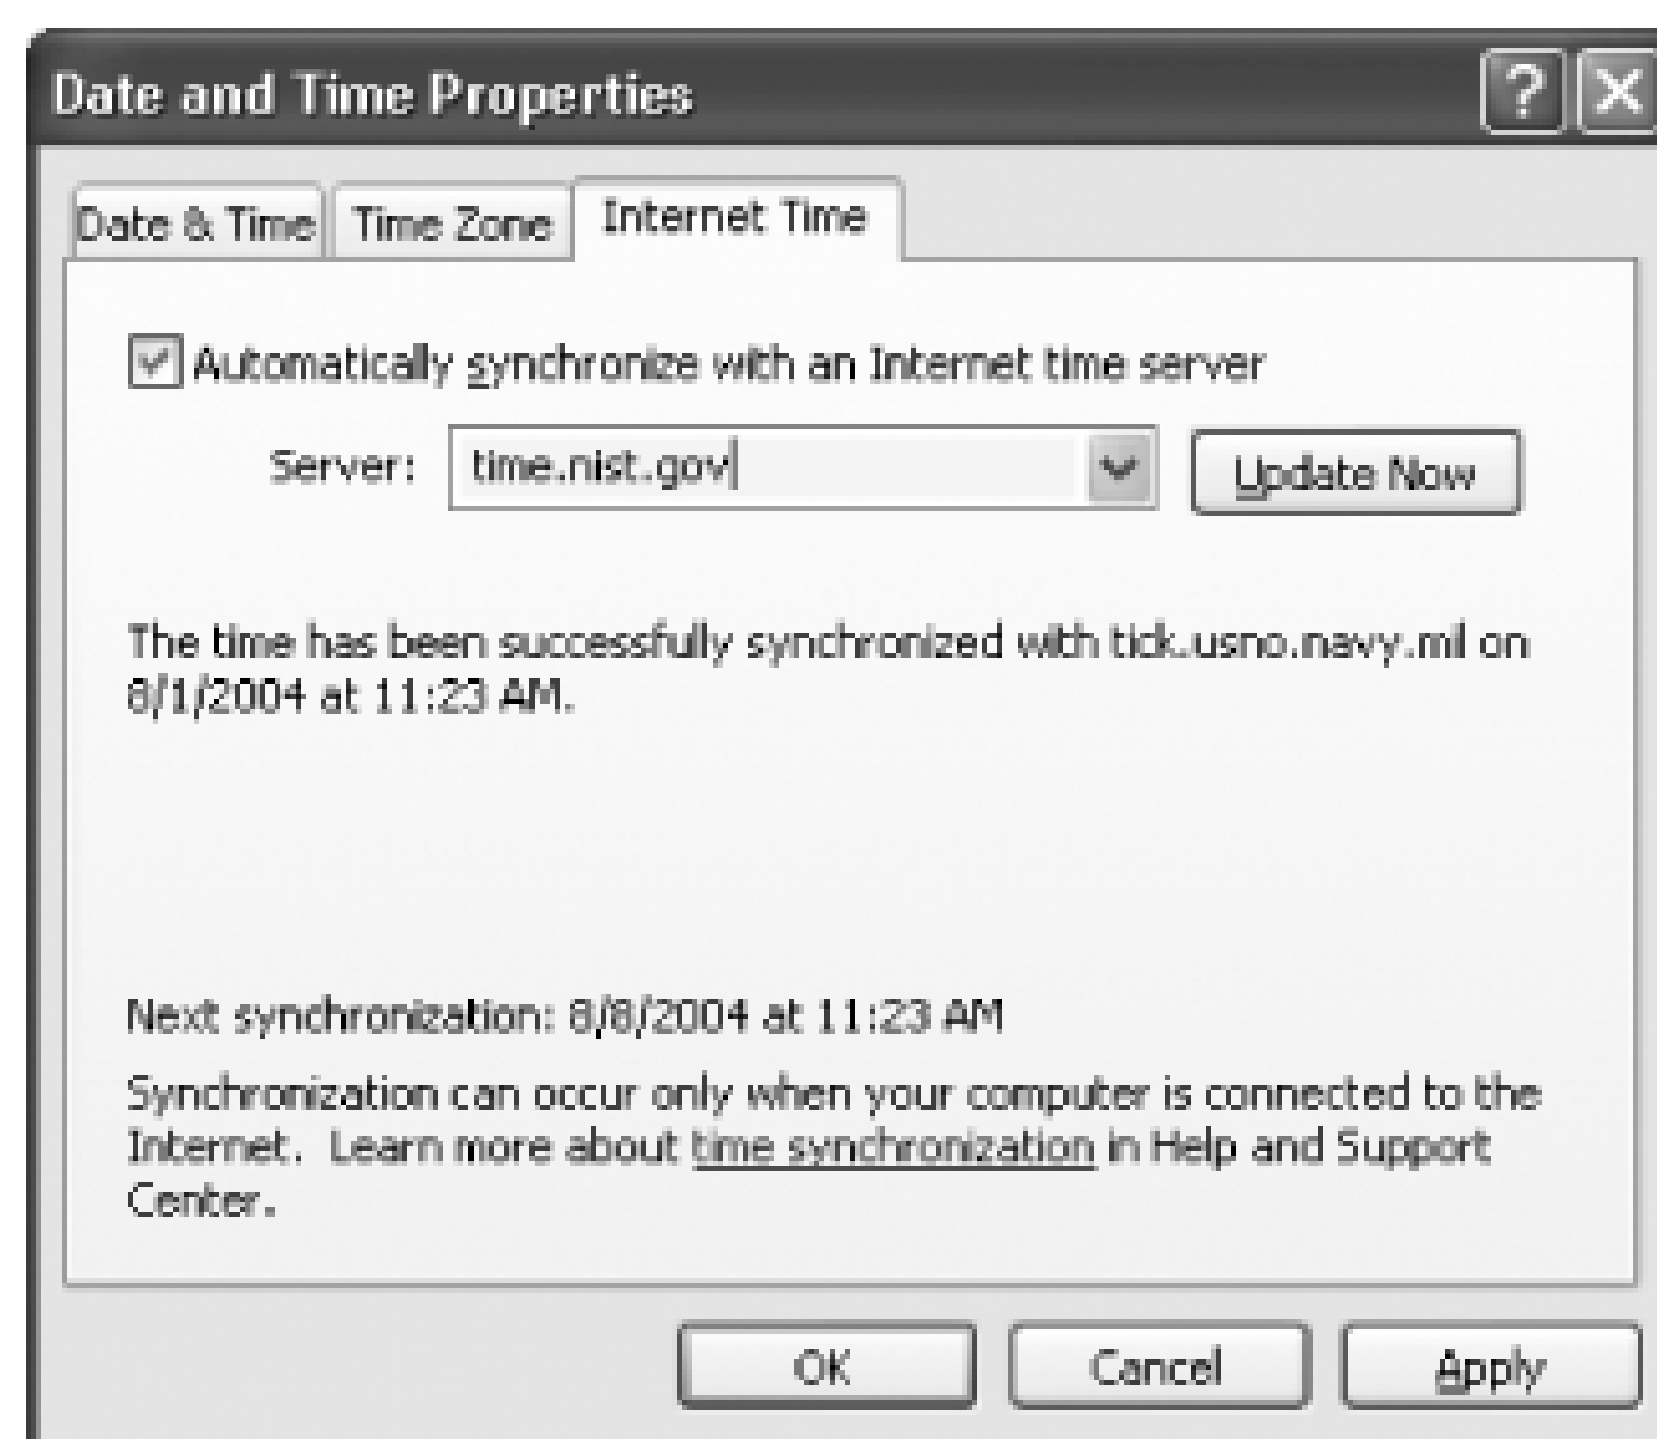 Date and Time Properties
Date & Time Time Zone Internet Time
Automatically synchronize with an Internet time server
Server: time.nist.gov Update Now
The time has been successfully synchronized with tick.usno.navy.mil on
8/1/2004 at 11:23 AM.
Next synchronization: 8/8/2004 at 11:23 AM
Synchronization can occur only when your computer is connected to the
Internet. Learn more about time synchronization in Help and Support
Center.
OK Cancel Apply